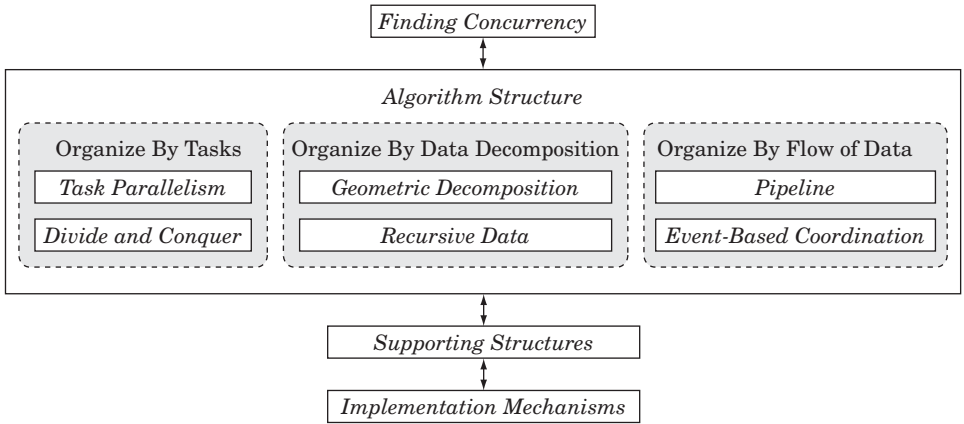 Finding Concurrency
Algorithm Structure
Organize By Tasks
Task Parallelism
Divide and Conquer
Organize By Data Decomposition
Geometric Decomposition
Recursive Data
Organize By Flow of Data
Pipeline
Event-Based Coordination
Supporting Structures
Implementation Mechanisms